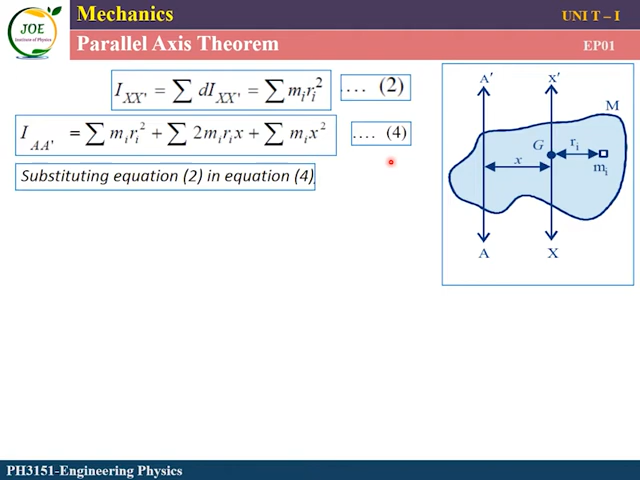 JOE
Institute of Physics
Mechanics
UNI T – I
Parallel Axis Theorem
EP01
I_XX' = ∑ dI_XX' = ∑ m_i r_i^2 .... (2)
I_AA' = ∑ m_i r_i^2 + ∑ 2m_i r_i x + ∑ m_i x^2 .... (4)
Substituting equation (2) in equation (4),
A′ x′
M
G r_i
x m_i
A X
PH3151-Engineering Physics